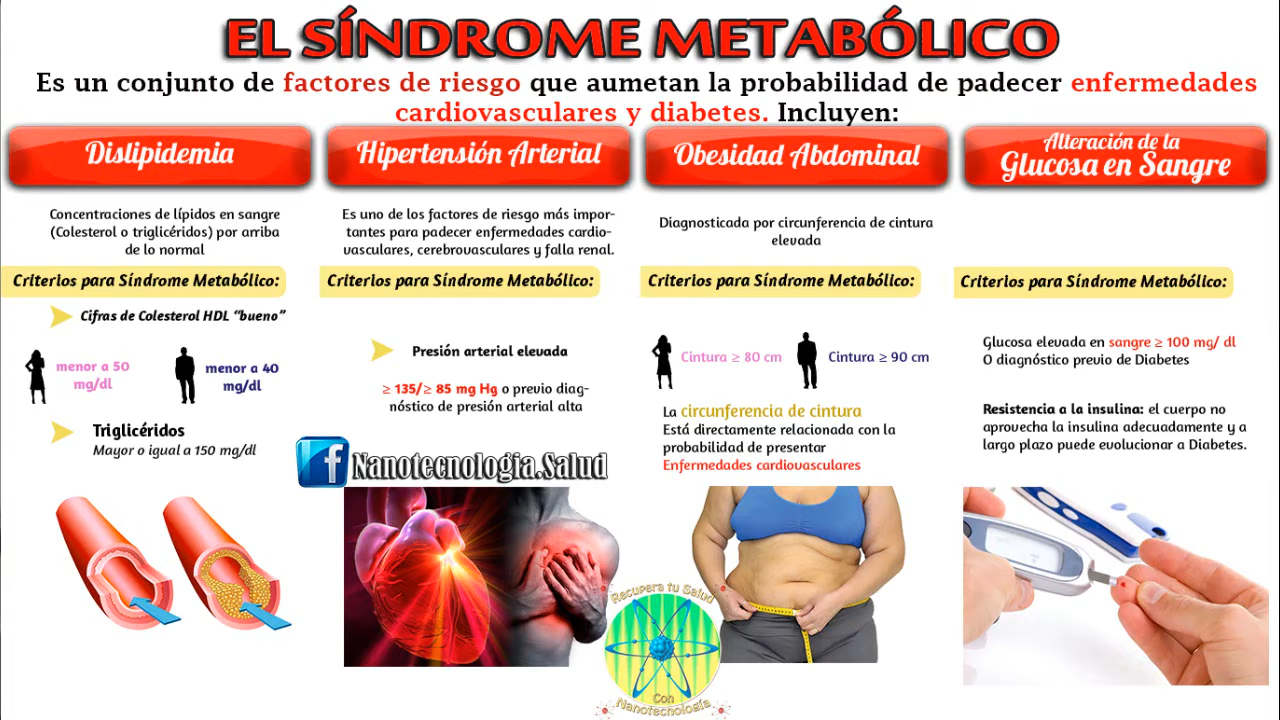 EL SÍNDROME METABÓLICO
Es un conjunto de factores de riesgo que aumetan la probabilidad de padecer enfermedades
cardiovasculares y diabetes. Incluyen:
Dislipidemia
Concentraciones de lípidos en sangre
(Colesterol o triglicéridos) por arriba
de lo normal
Criterios para Síndrome Metabólico:
Cifras de Colesterol HDL "bueno"
menor a 50
mg/dl
menor a 40
mg/dl
Triglicéridos
Mayor o igual a 150 mg/dl
Hipertensión Arterial
Es uno de los factores de riesgo más impor-
tantes para padecer enfermedades cardio-
vasculares, cerebrovasculares y falla renal.
Criterios para Síndrome Metabólico:
Presión arterial elevada
≥ 135/≥ 85 mg Hg o previo diag-
nóstico de presión arterial alta
f Nanotecnologia.Salud
Obesidad Abdominal
Diagnosticada por circunferencia de cintura
elevada
Criterios para Síndrome Metabólico:
Cintura ≥ 80 cm
Cintura ≥ 90 cm
La circunferencia de cintura
Está directamente relacionada con la
probabilidad de presentar
Enfermedades cardiovasculares
Recupera tu Salud
Con
Nanotecnología
Alteración de la
Glucosa en Sangre
Criterios para Síndrome Metabólico:
Glucosa elevada en sangre ≥ 100 mg/ dl
O diagnóstico previo de Diabetes
Resistencia a la insulina: el cuerpo no
aprovecha la insulina adecuadamente y a
largo plazo puede evolucionar a Diabetes.